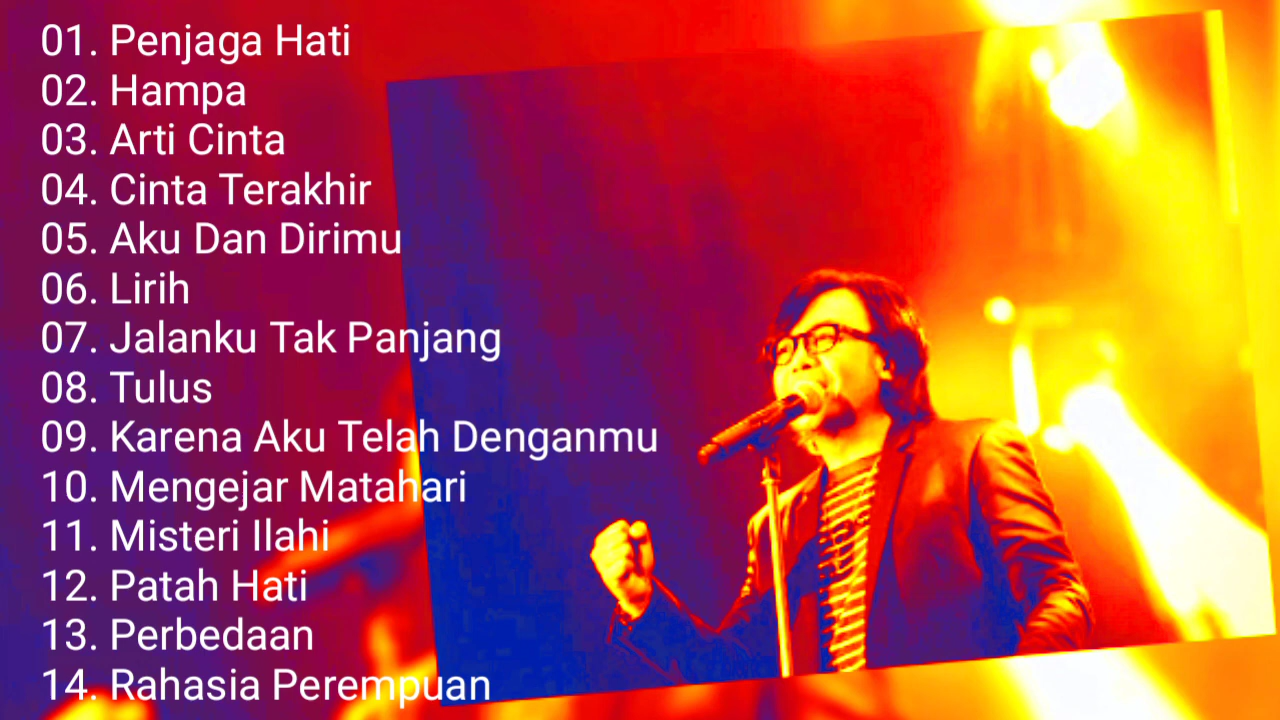 01. Penjaga Hati
02. Hampa
03. Arti Cinta
04. Cinta Terakhir
05. Aku Dan Dirimu
06. Lirih
07. Jalanku Tak Panjang
08. Tulus
09. Karena Aku Telah Denganmu
10. Mengejar Matahari
11. Misteri Ilahi
12. Patah Hati
13. Perbedaan
14. Rahasia Perempuan